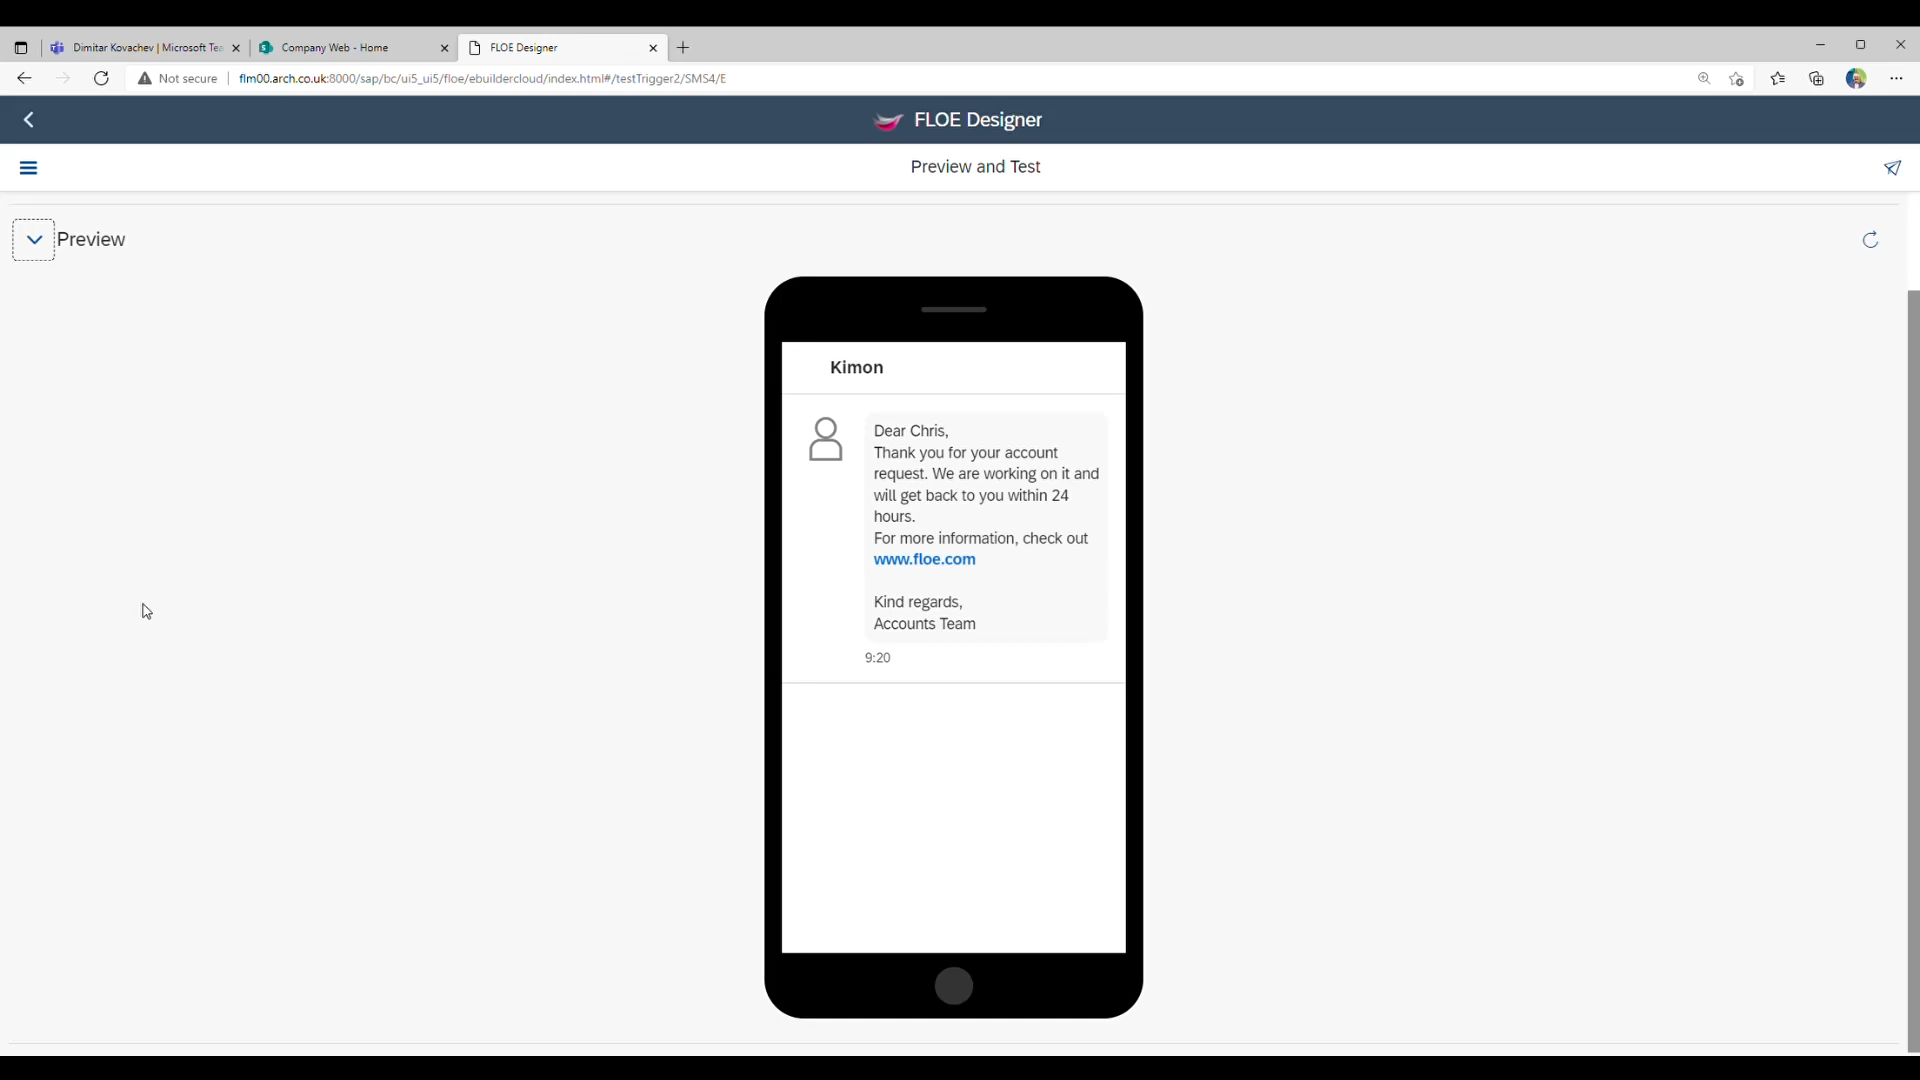 Dimitar Kovachev | Microsoft Tea
Company Web - Home
FLOE Designer
Not secure
flm00.arch.co.uk:8000/sap/bc/ui5_ui5/floe/ebuildercloud/index.html#/testTrigger2/SMS4/E
FLOE Designer
Preview and Test
Preview
Kimon
Dear Chris,
Thank you for your account
request. We are working on it and
will get back to you within 24
hours.
For more information, check out
www.floe.com
Kind regards,
Accounts Team
9:20